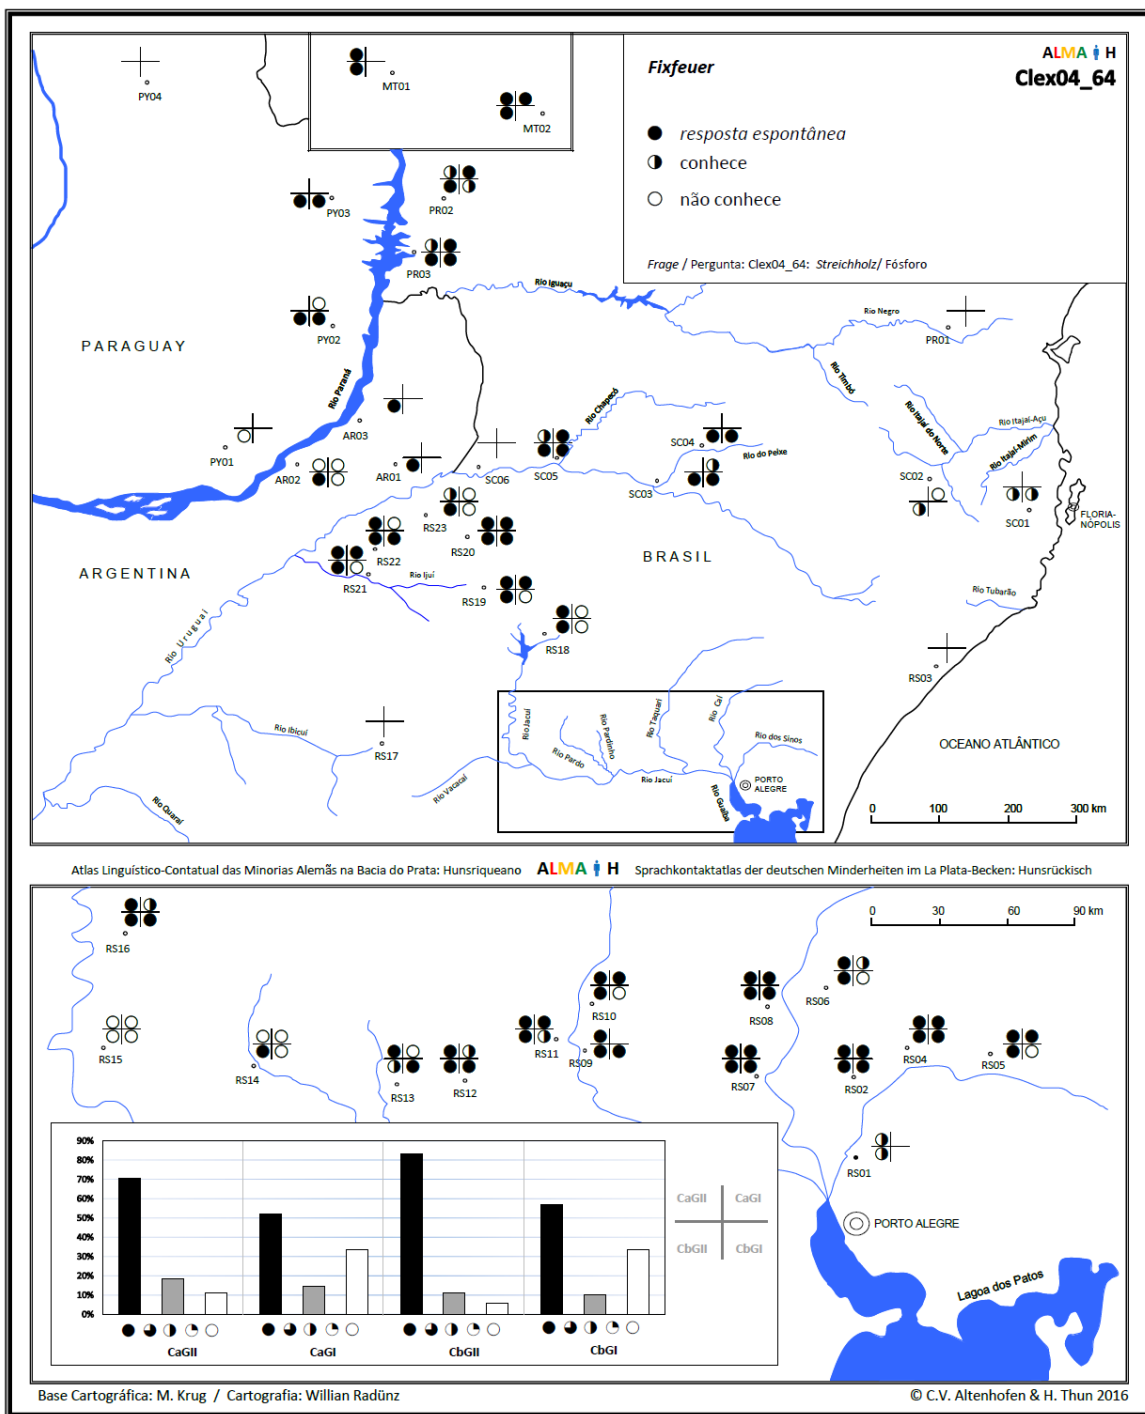 Fixfeuer
ALMA H
Clex04_64
resposta espontânea
conhece
não conhece
Frage / Pergunta: Clex04_64: Streichholz/ Fósforo
PY04
MT01
MT02
PY03
PR02
PR03
PY02
Rio Iguaçu
Rio Negro
PR01
PARAGUAY
Rio Paraná
Rio Timbó
Rio Chapecó
AR03
Rio Itajaí do Norte
Rio Itajaí-Açu
Rio Itajaí-Mirim
PY01
AR02
AR01
SC06
SC05
SC04
Rio do Peixe
SC03
SC02
SC01
FLORIA-
NÓPOLIS
RS23
RS20
RS22
BRASIL
ARGENTINA
RS21
Rio Ijuí
RS19
Rio Tubarão
Rio Uruguai
RS18
RS03
Rio Ibicuí
RS17
Rio Jacuí
Rio Pardinho
Rio Taquari
Rio Caí
Rio dos Sinos
OCEANO ATLÂNTICO
Rio Pardo
Rio Jacuí
PORTO
ALEGRE
Rio Vacacaí
Rio Guaíba
Rio Quaraí
0 100 200 300 km
Atlas Linguístico-Contatual das Minorias Alemãs na Bacia do Prata: Hunsriqueano ALMA H Sprachkontaktatlas der deutschen Minderheiten im La Plata-Becken: Hunsrückisch
0 30 60 90 km
RS16
RS10
RS08
RS06
RS15
RS14
RS13
RS12
RS11
RS09
RS07
RS02
RS04
RS05
RS01
PORTO ALEGRE
Lagoa dos Patos
90%
80%
70%
60%
50%
40%
30%
20%
10%
0%
CaGII CaGI CbGII CbGI
CaGII CaGI
CbGII CbGI
Base Cartográfica: M. Krug / Cartografia: Willian Radünz
© C.V. Altenhofen & H. Thun 2016